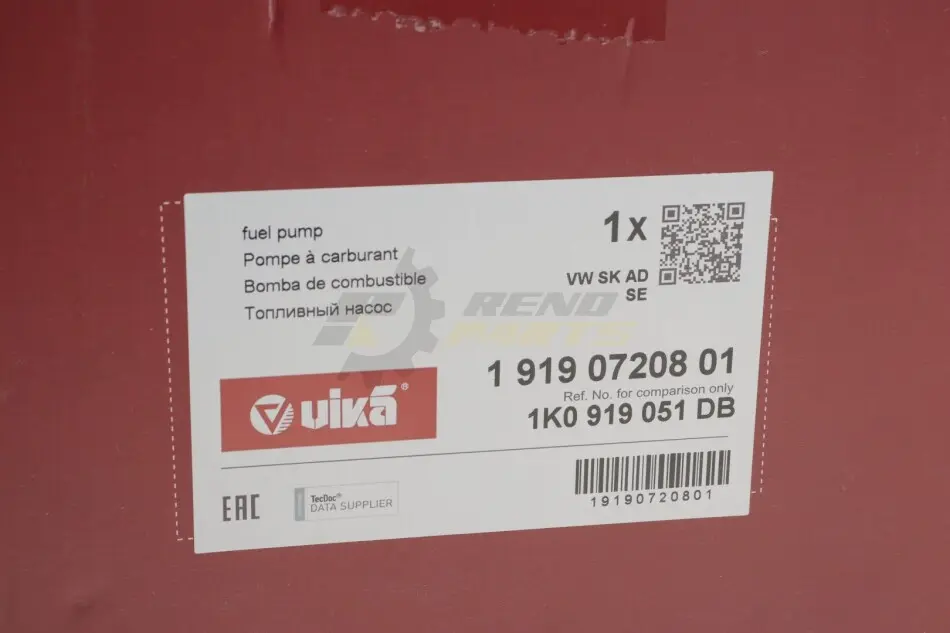 fuel pump
Pompe à carburant
Bomba de combustible
Топливный насос
1x
VW SK AD
SE
RENO
PARTS
1 919 07208 01
Ref. No. for comparison only
1K0 919 051 DB
vika®
EAC
TecDoc®
DATA SUPPLIER
19190720801